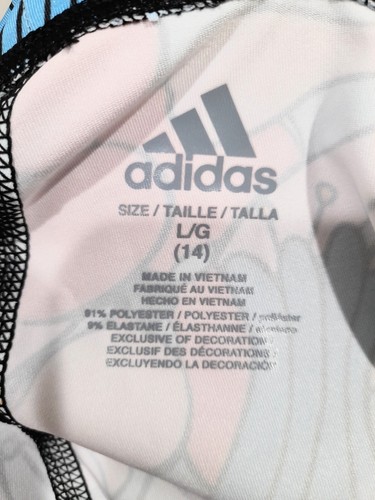 adidas
SIZE / TAILLE / TALLA
L/G
(14)
MADE IN VIETNAM
FABRIQUÉ AU VIETNAM
HECHO EN VIETNAM
91% POLYESTER / POLYESTER /
9% ELASTANE / ÉLASTHANNE /
EXCLUSIVE OF DECORATION
EXCLUSIF DES DÉCORATIONS
EXCLUYENDO LA DECORACIÓN